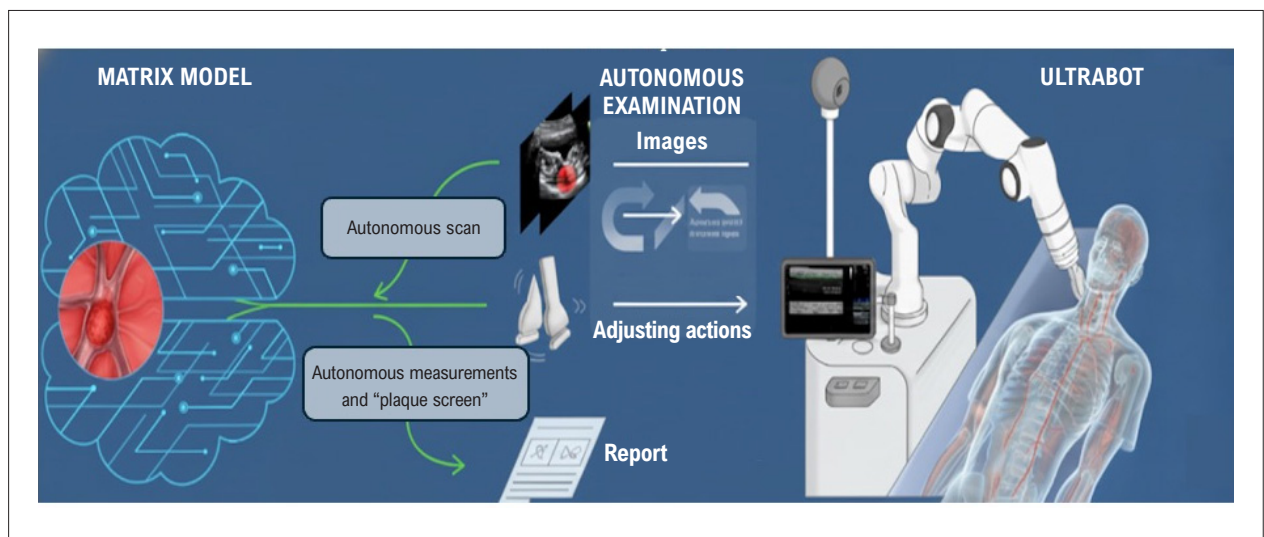 MATRIX MODEL
AUTONOMOUS
EXAMINATION
ULTRABOT
Images
Autonomous scan
Adjusting actions
Autonomous measurements
and “plaque screen”
Report